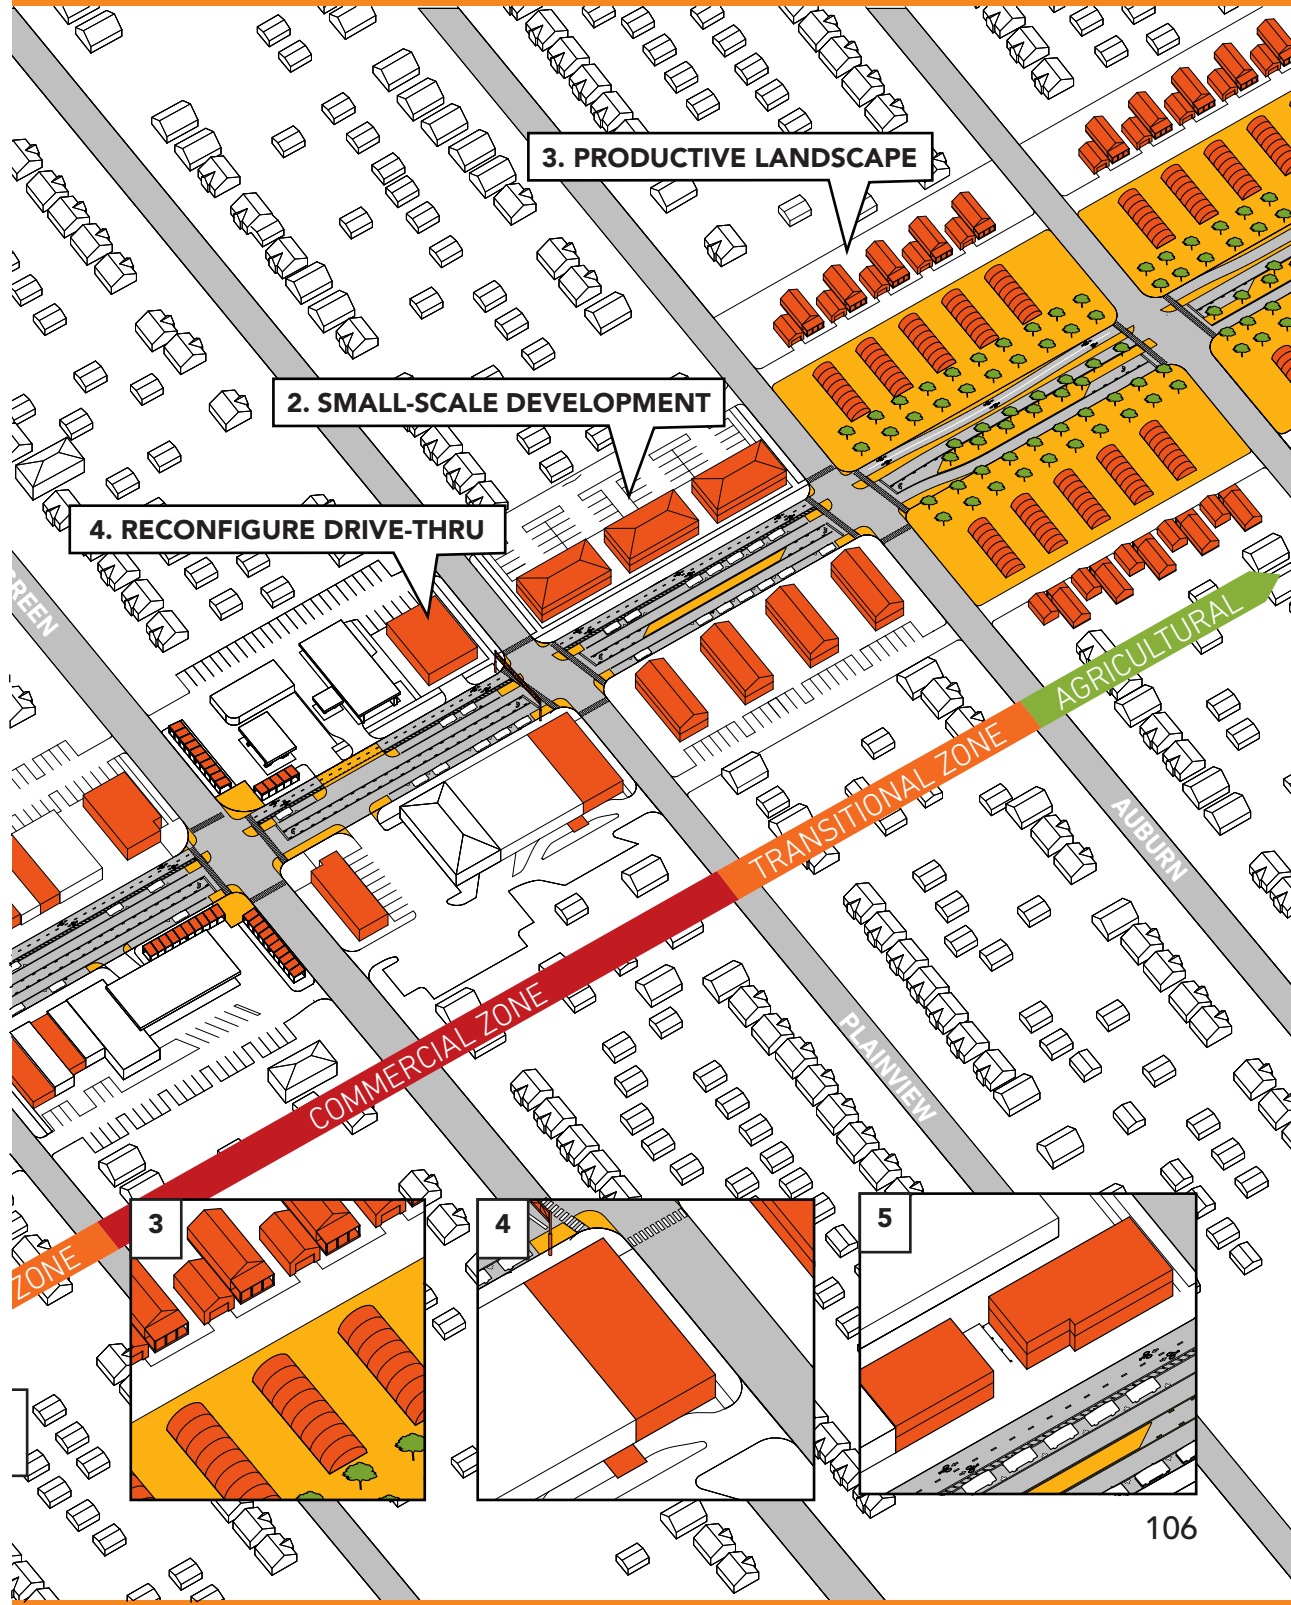 3. PRODUCTIVE LANDSCAPE
2. SMALL-SCALE DEVELOPMENT
4. RECONFIGURE DRIVE-THRU
AGRICULTURAL
TRANSITIONAL ZONE
AUBURN
COMMERCIAL ZONE
PLAINVIEW
ZONE
3
4
5
106